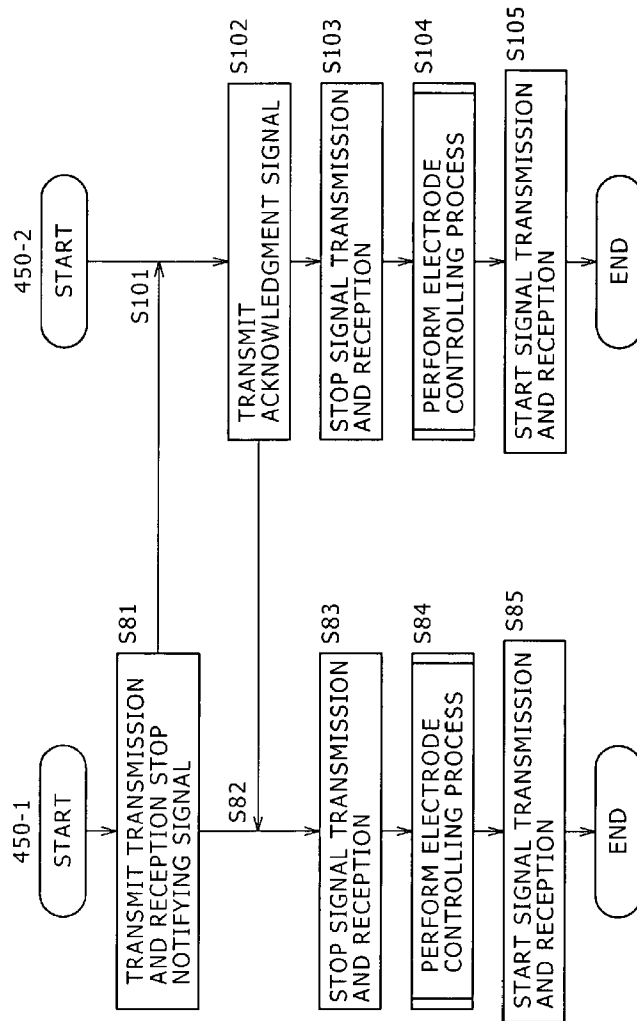 450-1
START
S81
TRANSMIT TRANSMISSION
AND RECEPTION STOP
NOTIFYING SIGNAL
S82
S83
STOP SIGNAL TRANSMISSION
AND RECEPTION
S84
PERFORM ELECTRODE
CONTROLLING PROCESS
S85
START SIGNAL TRANSMISSION
AND RECEPTION
END
450-2
START
S101
S102
TRANSMIT
ACKNOWLEDGMENT SIGNAL
S103
STOP SIGNAL TRANSMISSION
AND RECEPTION
S104
PERFORM ELECTRODE
CONTROLLING PROCESS
S105
START SIGNAL TRANSMISSION
AND RECEPTION
END